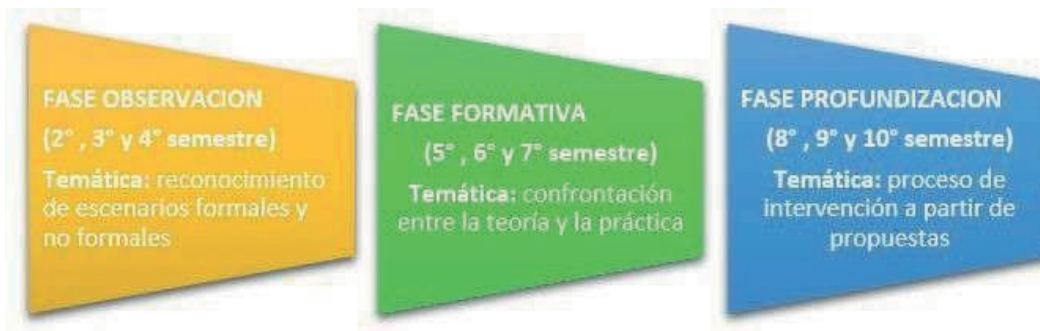 FASE OBSERVACION
(2° , 3° y 4° semestre)
Temática: reconocimiento
de escenarios formales y
no formales
FASE FORMATIVA
(5° , 6° y 7° semestre)
Temática: confrontación
entre la teoría y la práctica
FASE PROFUNDIZACION
(8° , 9° y 10° semestre)
Temática: proceso de
intervención a partir de
propuestas